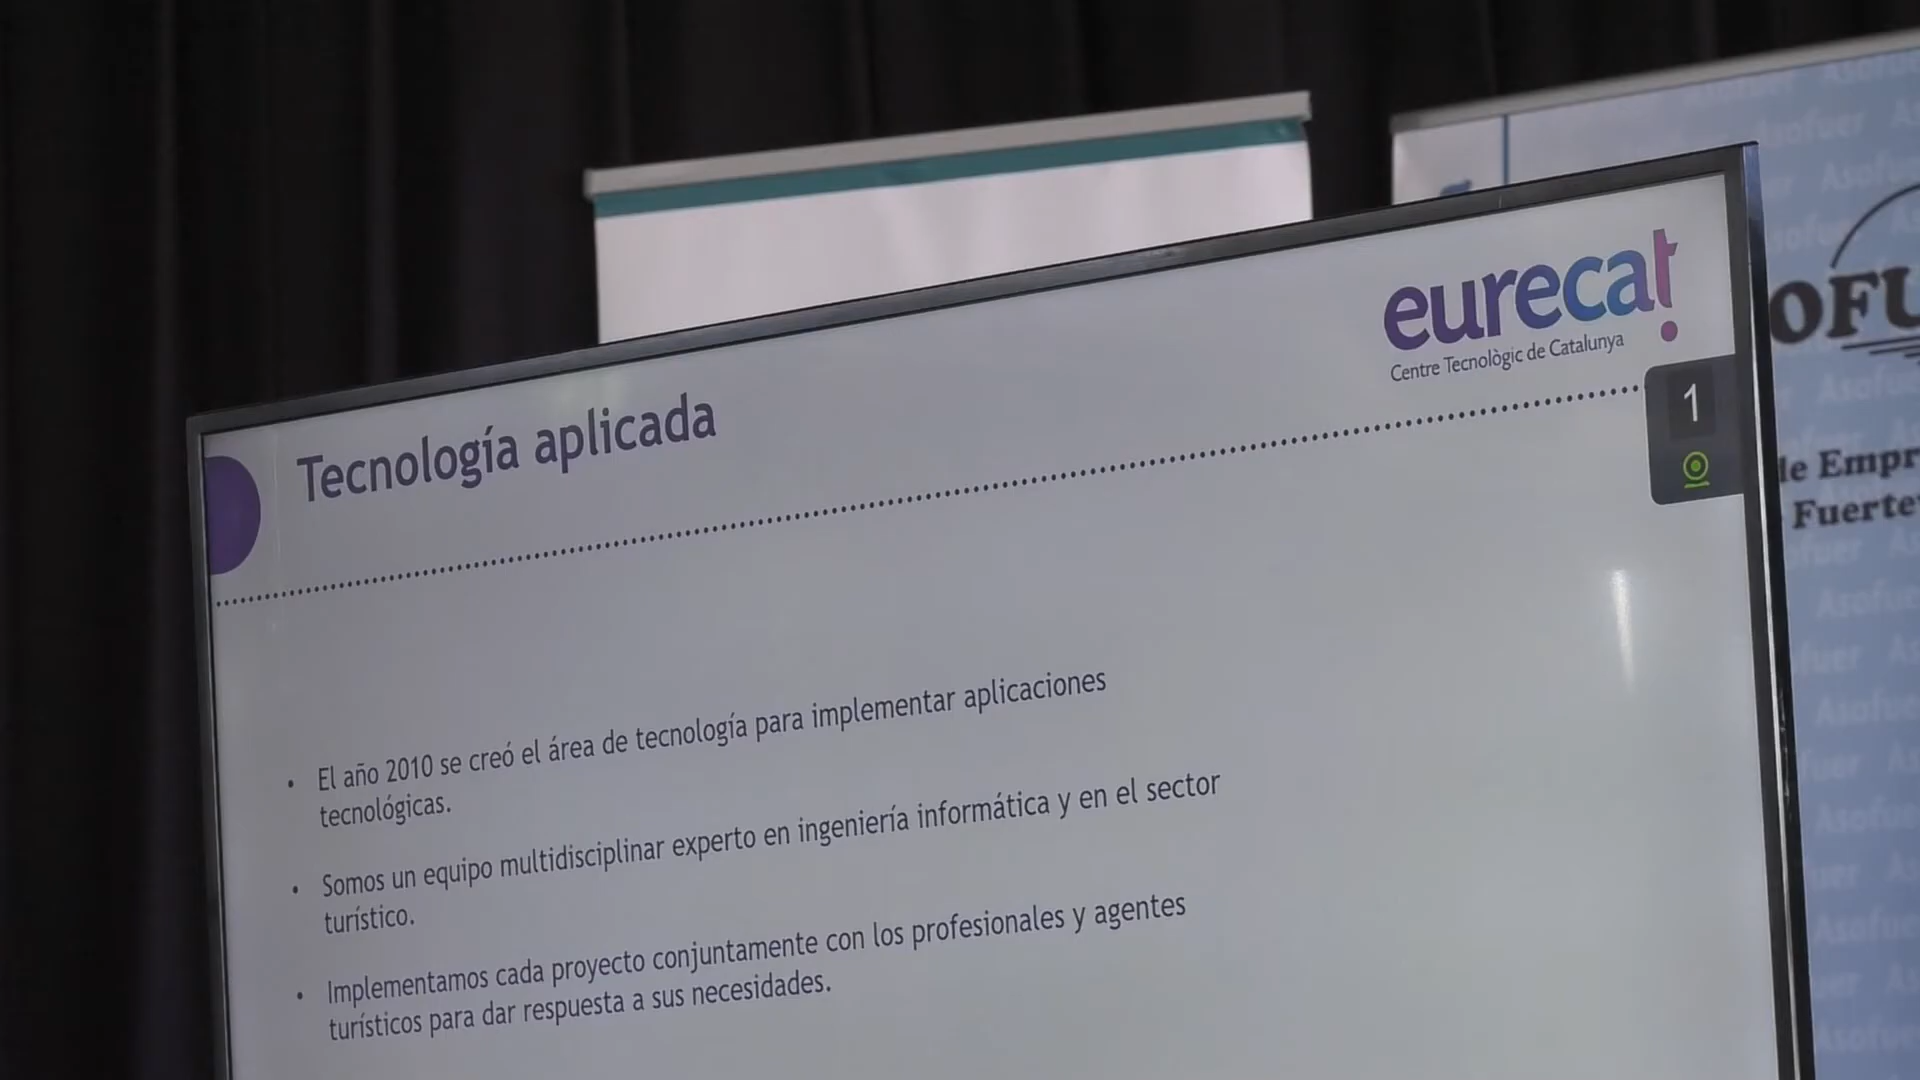 eurecat
Centre Tecnològic de Catalunya
1
Tecnología aplicada
• El año 2010 se creó el área de tecnología para implementar aplicaciones
tecnológicas.
• Somos un equipo multidisciplinar experto en ingeniería informática y en el sector
turístico.
• Implementamos cada proyecto conjuntamente con los profesionales y agentes
turísticos para dar respuesta a sus necesidades.
Asofuer
OFU
de Empr
Fuerte